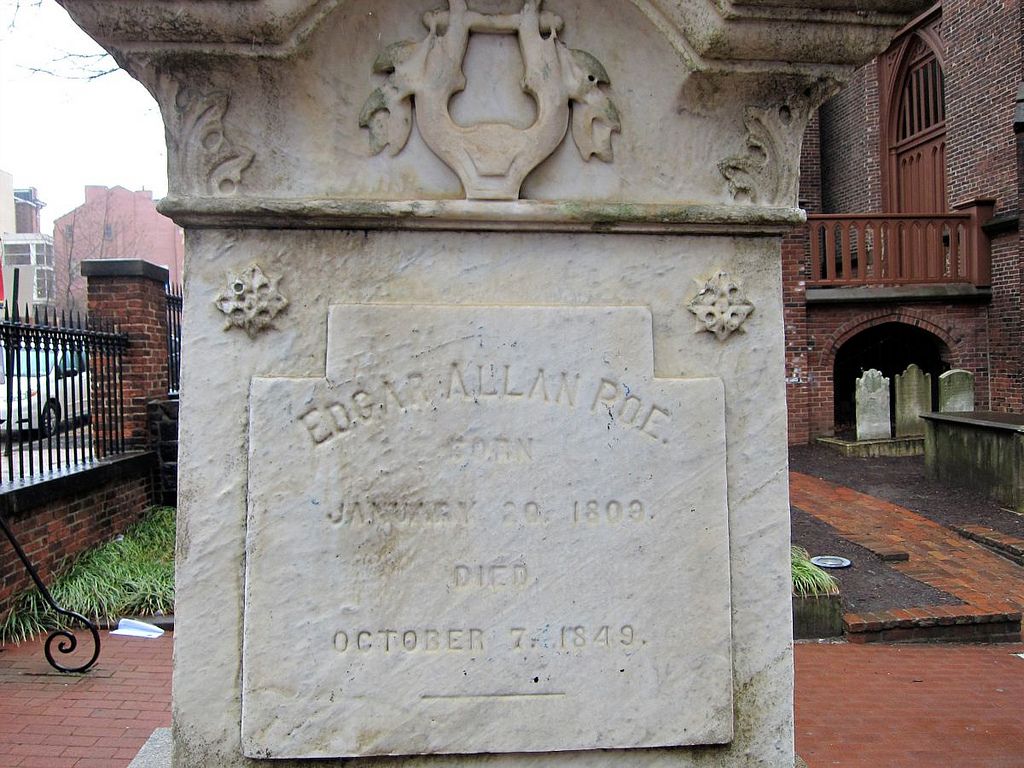 EDGAR ALLAN POE.
BORN
JANUARY 20. 1809.
DIED
OCTOBER 7. 1849.